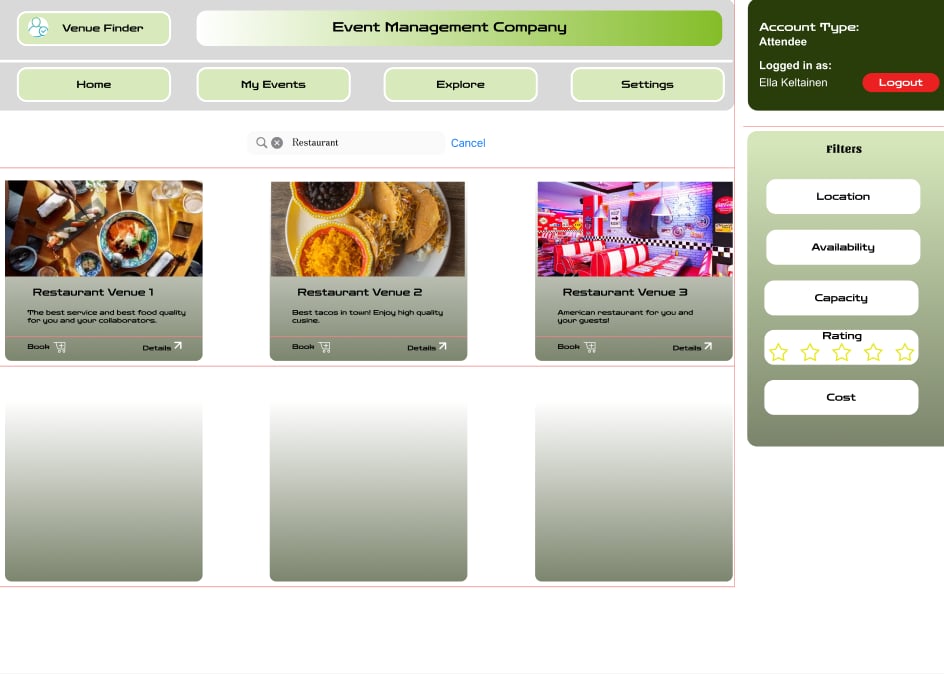 Venue Finder
Event Management Company
Home
My Events
Explore
Settings
Account Type:
Attendee
Logged in as:
Ella Keltainen
Logout
Restaurant
Cancel
Restaurant Venue 1
The best service and best food quality
for you and your collaborators.
Book
Details
Restaurant Venue 2
Best tacos in town! Enjoy high quality
cusine.
Book
Details
Restaurant Venue 3
American restaurant for you and
your guests!
Book
Details
Filters
Location
Availability
Capacity
Rating
Cost